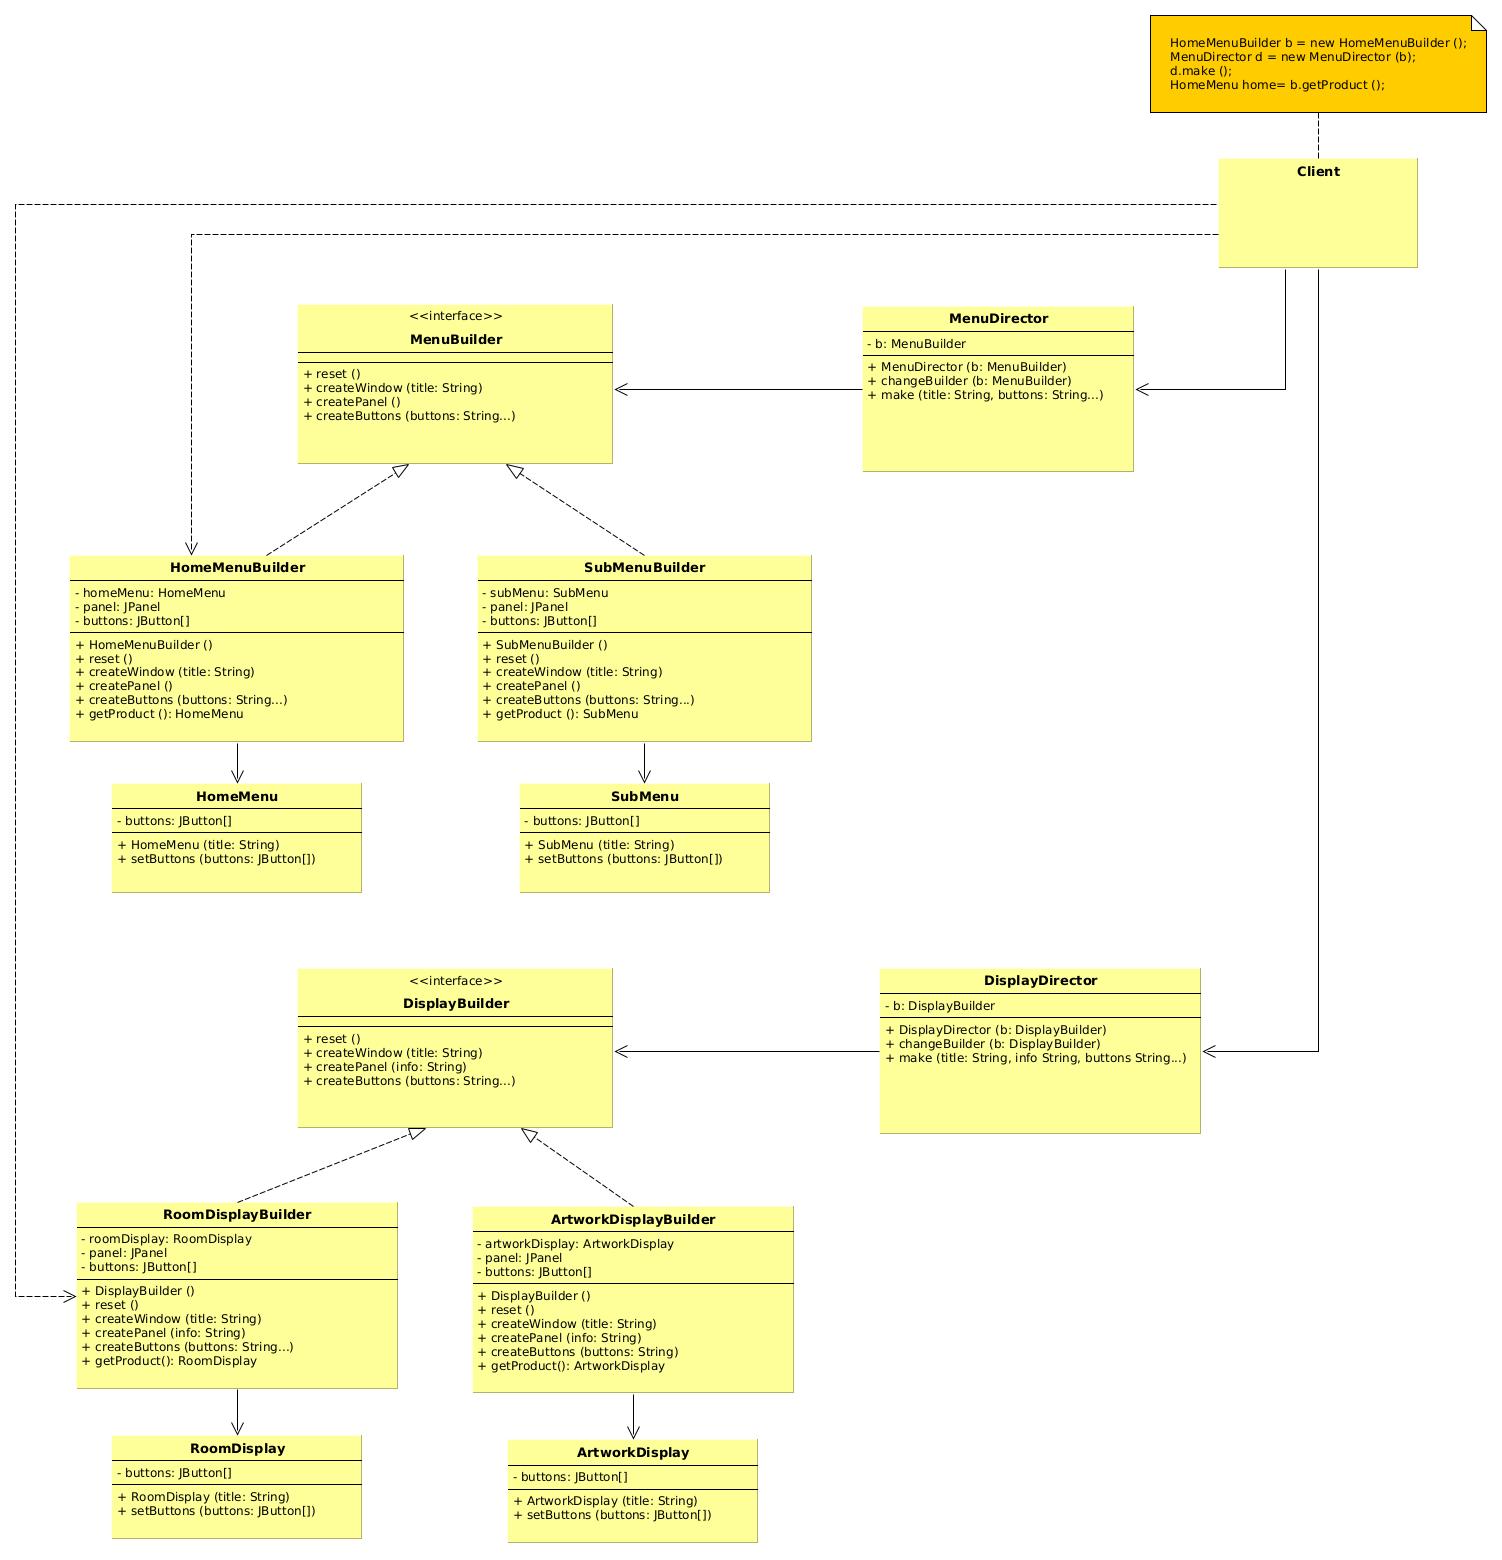 HomeMenuBuilder b = new HomeMenuBuilder ();
MenuDirector d = new MenuDirector (b);
d.make ();
HomeMenu home= b.getProduct ();
Client
<<interface>>
MenuBuilder
+ reset ()
+ createWindow (title: String)
+ createPanel ()
+ createButtons (buttons: String...)
MenuDirector
- b: MenuBuilder
+ MenuDirector (b: MenuBuilder)
+ changeBuilder (b: MenuBuilder)
+ make (title: String, buttons: String...)
HomeMenuBuilder
- homeMenu: HomeMenu
- panel: JPanel
- buttons: JButton[]
+ HomeMenuBuilder ()
+ reset ()
+ createWindow (title: String)
+ createPanel ()
+ createButtons (buttons: String...)
+ getProduct (): HomeMenu
SubMenuBuilder
- subMenu: SubMenu
- panel: JPanel
- buttons: JButton[]
+ SubMenuBuilder ()
+ reset ()
+ createWindow (title: String)
+ createPanel ()
+ createButtons (buttons: String...)
+ getProduct (): SubMenu
HomeMenu
- buttons: JButton[]
+ HomeMenu (title: String)
+ setButtons (buttons: JButton[])
SubMenu
- buttons: JButton[]
+ SubMenu (title: String)
+ setButtons (buttons: JButton[])
<<interface>>
DisplayBuilder
+ reset ()
+ createWindow (title: String)
+ createPanel (info: String)
+ createButtons (buttons: String...)
DisplayDirector
- b: DisplayBuilder
+ DisplayDirector (b: DisplayBuilder)
+ changeBuilder (b: DisplayBuilder)
+ make (title: String, info String, buttons String...)
RoomDisplayBuilder
- roomDisplay: RoomDisplay
- panel: JPanel
- buttons: JButton[]
+ DisplayBuilder ()
+ reset ()
+ createWindow (title: String)
+ createPanel (info: String)
+ createButtons (buttons: String...)
+ getProduct(): RoomDisplay
ArtworkDisplayBuilder
- artworkDisplay: ArtworkDisplay
- panel: JPanel
- buttons: JButton[]
+ DisplayBuilder ()
+ reset ()
+ createWindow (title: String)
+ createPanel (info: String)
+ createButtons (buttons: String)
+ getProduct(): ArtworkDisplay
RoomDisplay
- buttons: JButton[]
+ RoomDisplay (title: String)
+ setButtons (buttons: JButton[])
ArtworkDisplay
- buttons: JButton[]
+ ArtworkDisplay (title: String)
+ setButtons (buttons: JButton[])